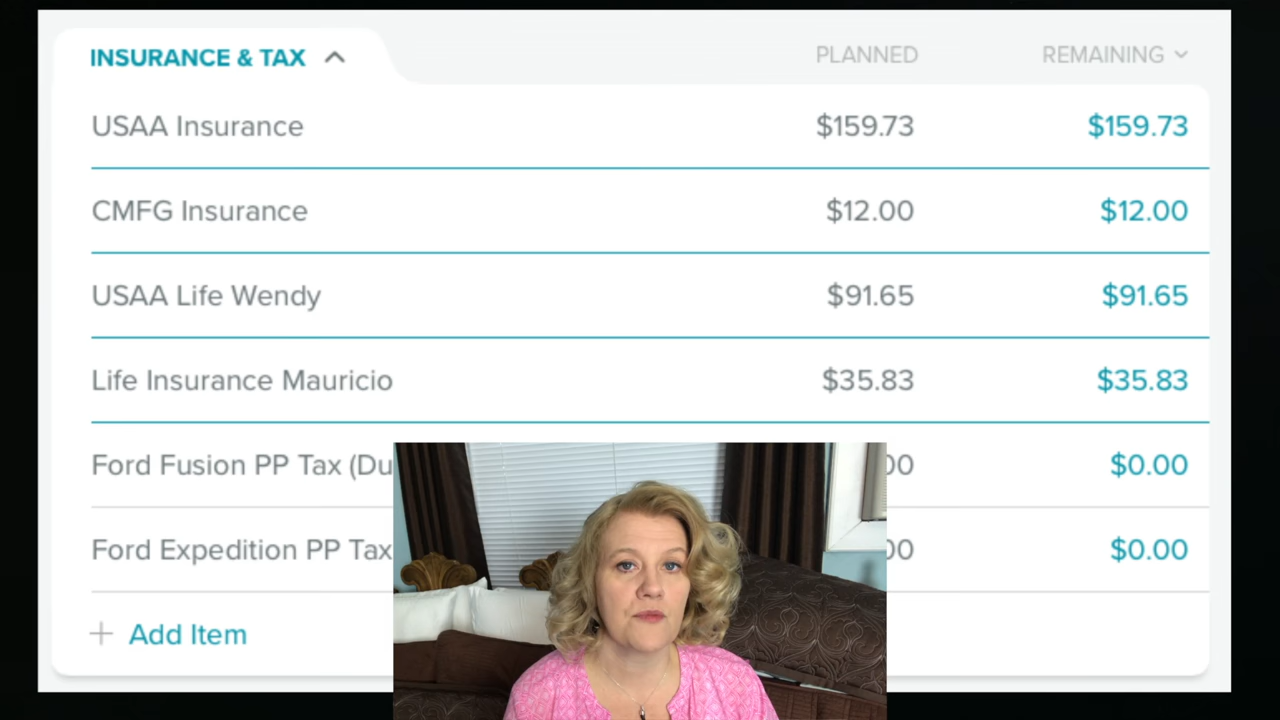 INSURANCE & TAX PLANNED REMAINING
USAA Insurance $159.73 $159.73
CMFG Insurance $12.00 $12.00
USAA Life Wendy $91.65 $91.65
Life Insurance Mauricio $35.83 $35.83
Ford Fusion PP Tax $0.00
Ford Expedition PP Tax $0.00
+ Add Item